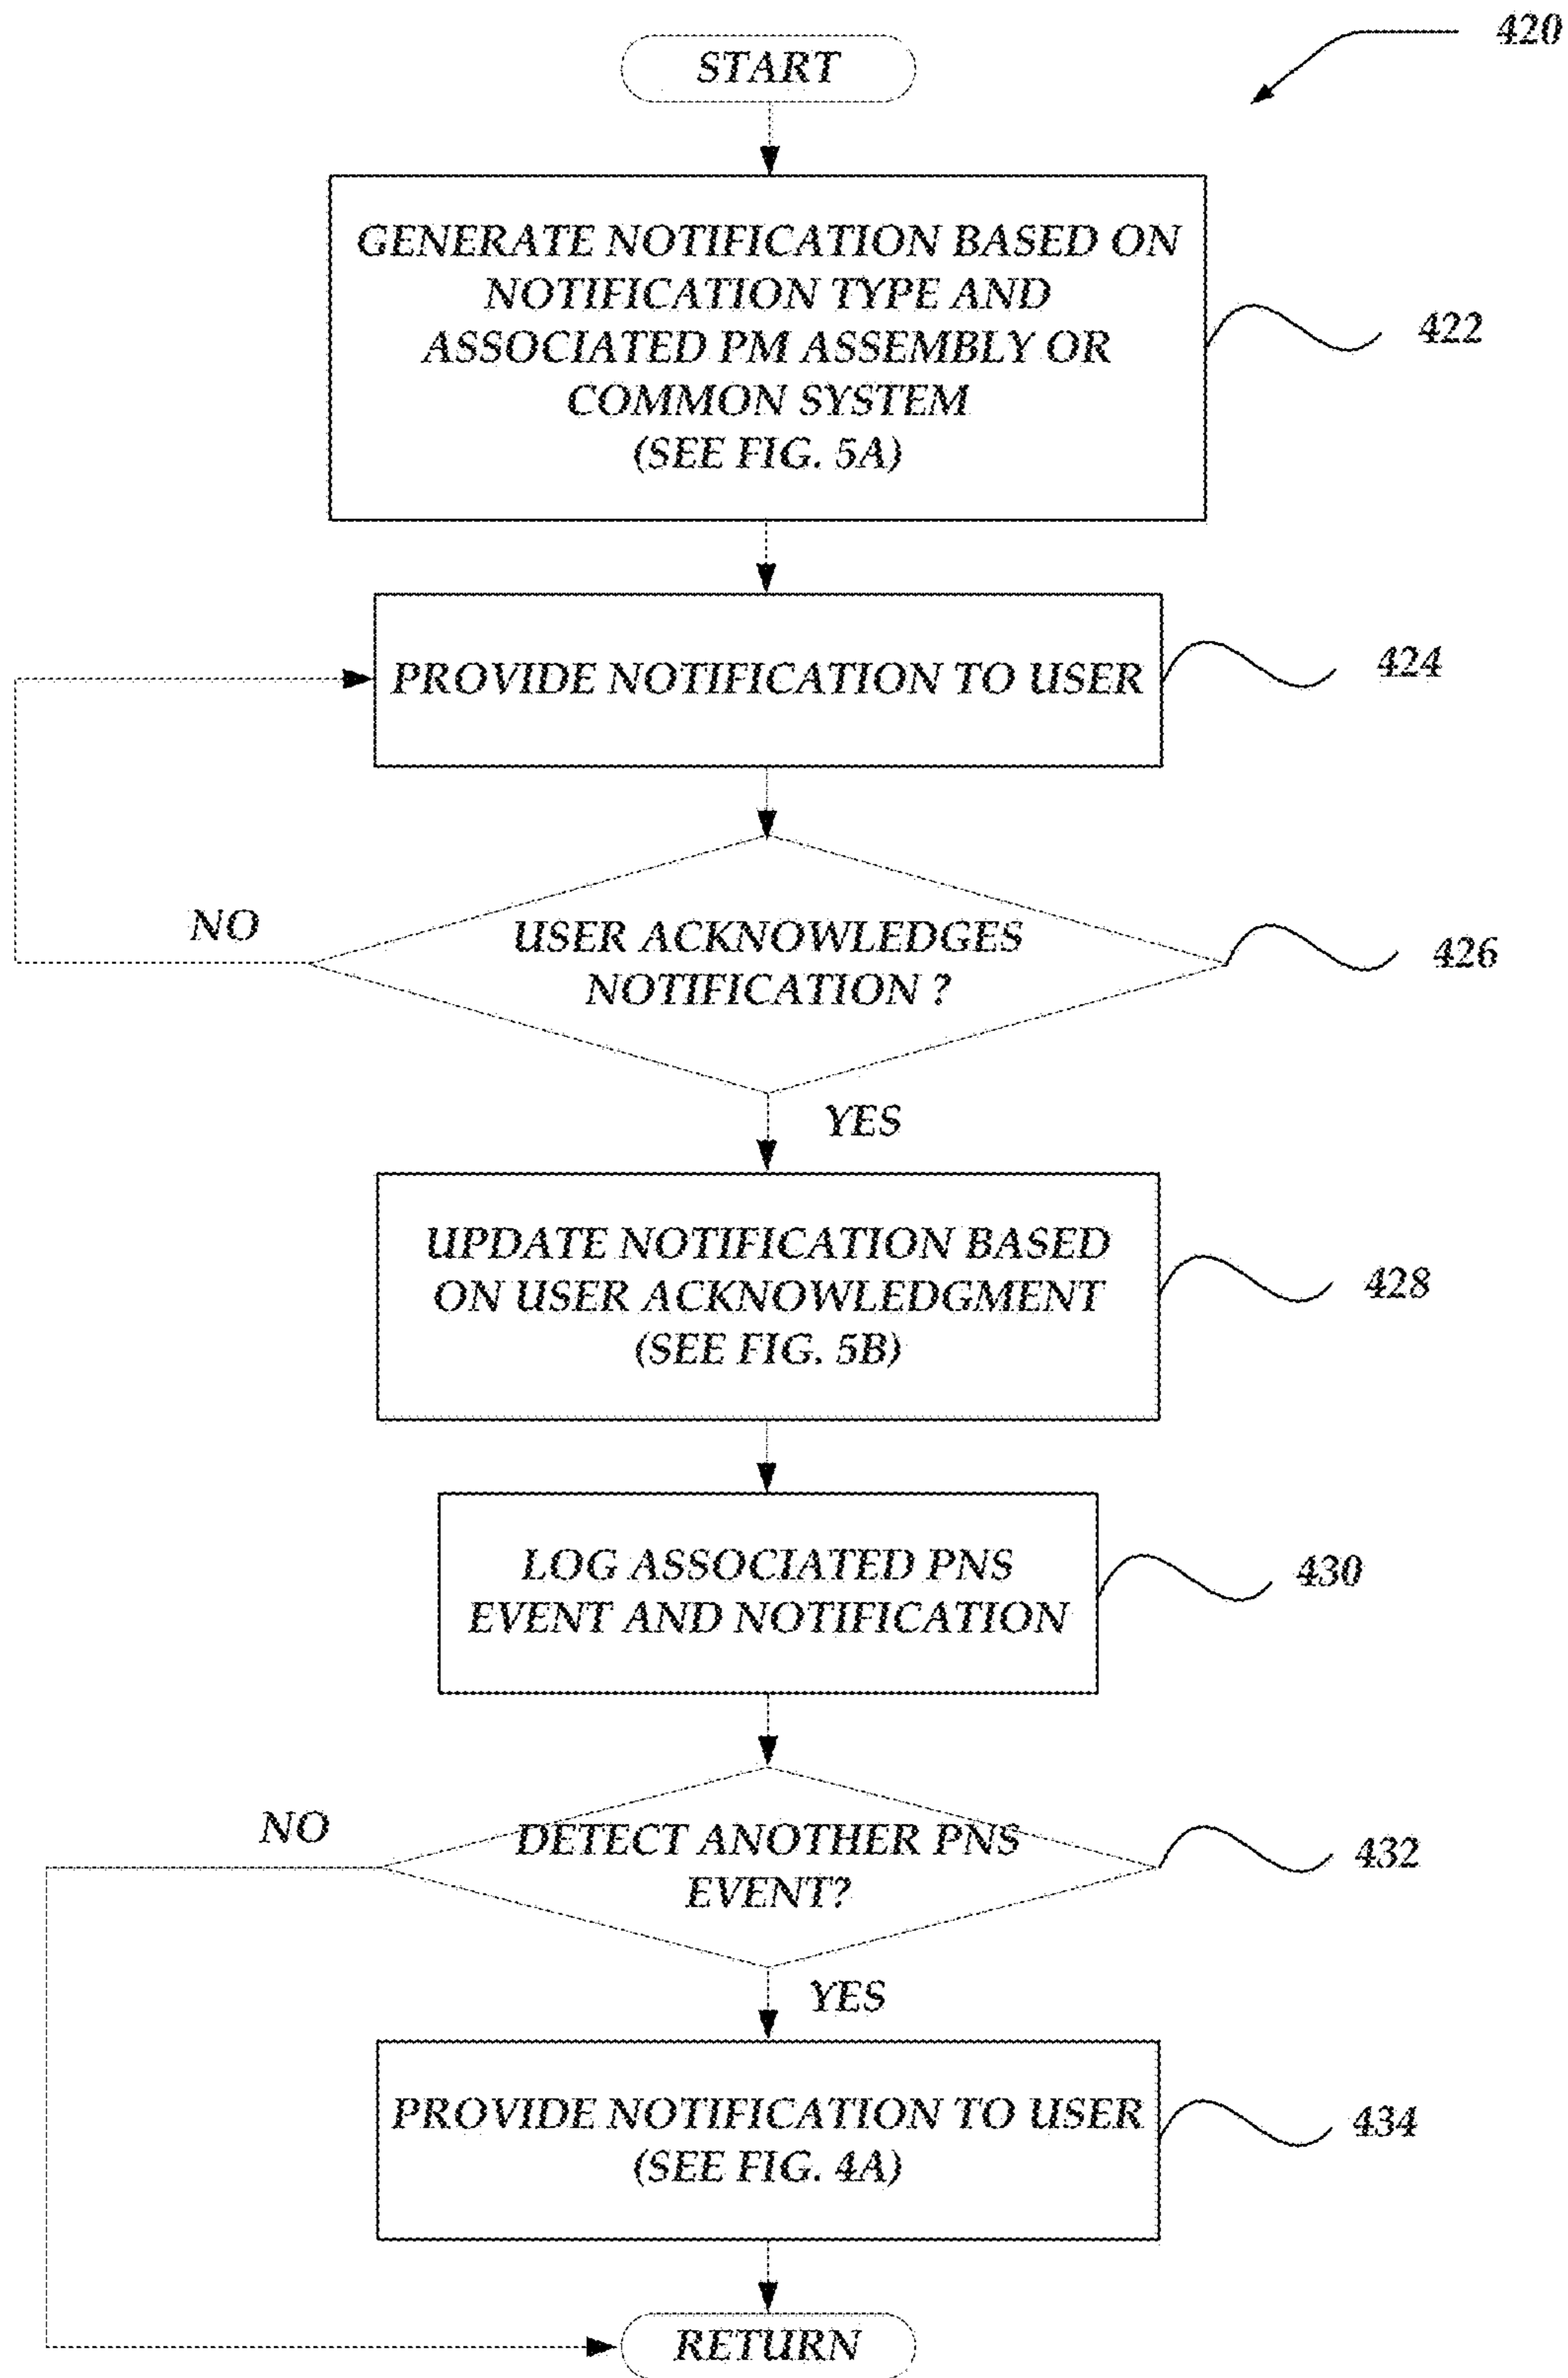 420
START
GENERATE NOTIFICATION BASED ON
NOTIFICATION TYPE AND
ASSOCIATED PM ASSEMBLY OR
COMMON SYSTEM
(SEE FIG. 5A)
422
PROVIDE NOTIFICATION TO USER
424
NO
USER ACKNOWLEDGES
NOTIFICATION ?
426
YES
UPDATE NOTIFICATION BASED
ON USER ACKNOWLEDGMENT
(SEE FIG. 5B)
428
LOG ASSOCIATED PNS
EVENT AND NOTIFICATION
430
NO
DETECT ANOTHER PNS
EVENT?
432
YES
PROVIDE NOTIFICATION TO USER
(SEE FIG. 4A)
434
RETURN